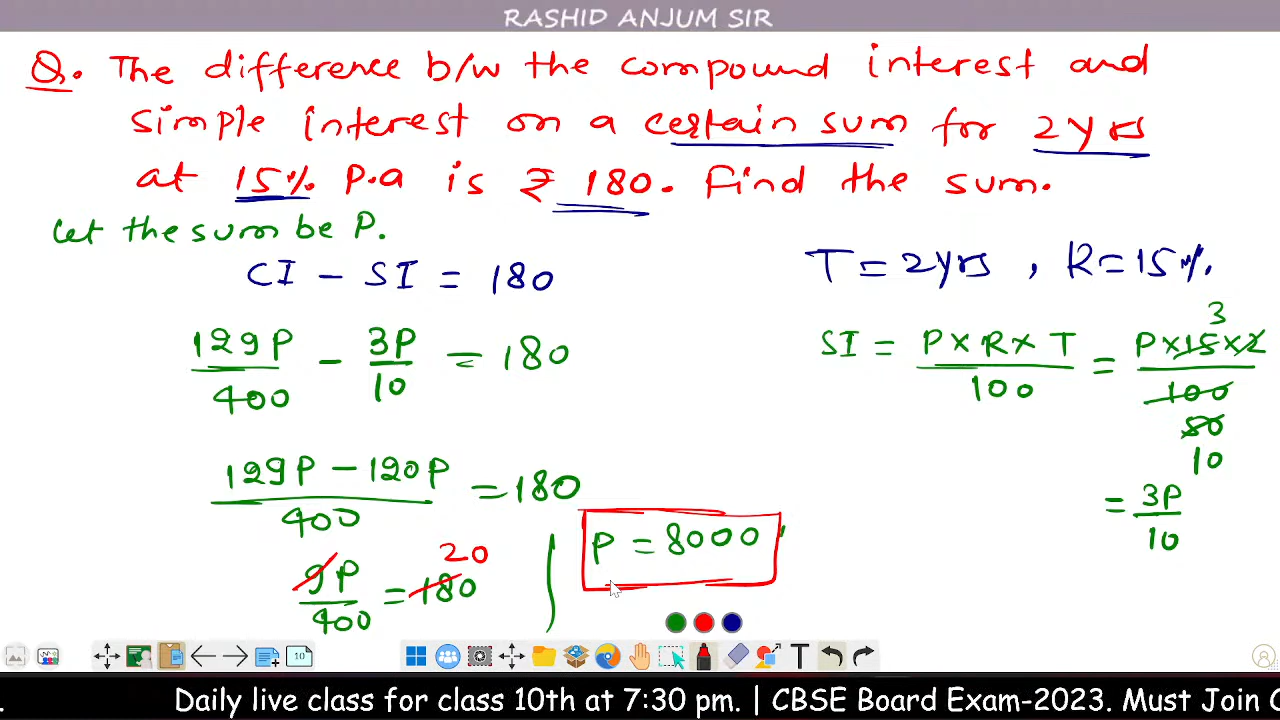 RASHID ANJUM SIR
Q. The difference b/w the compound interest and
simple interest on a certain sum for 2yrs
at 15% P.a is ₹ 180. Find the sum.
Let the sum be P.
CI - SI = 180
T = 2yrs , R = 15%.
129P/400 - 3P/10 = 180
SI = P × R × T/100 = P × 15 × 2/100
3
50
10
= 3P/10
129P - 120P/400 = 180
9P/400 = 180
20
P = 8000
10
Daily live class for class 10th at 7:30 pm. | CBSE Board Exam-2023. Must Join